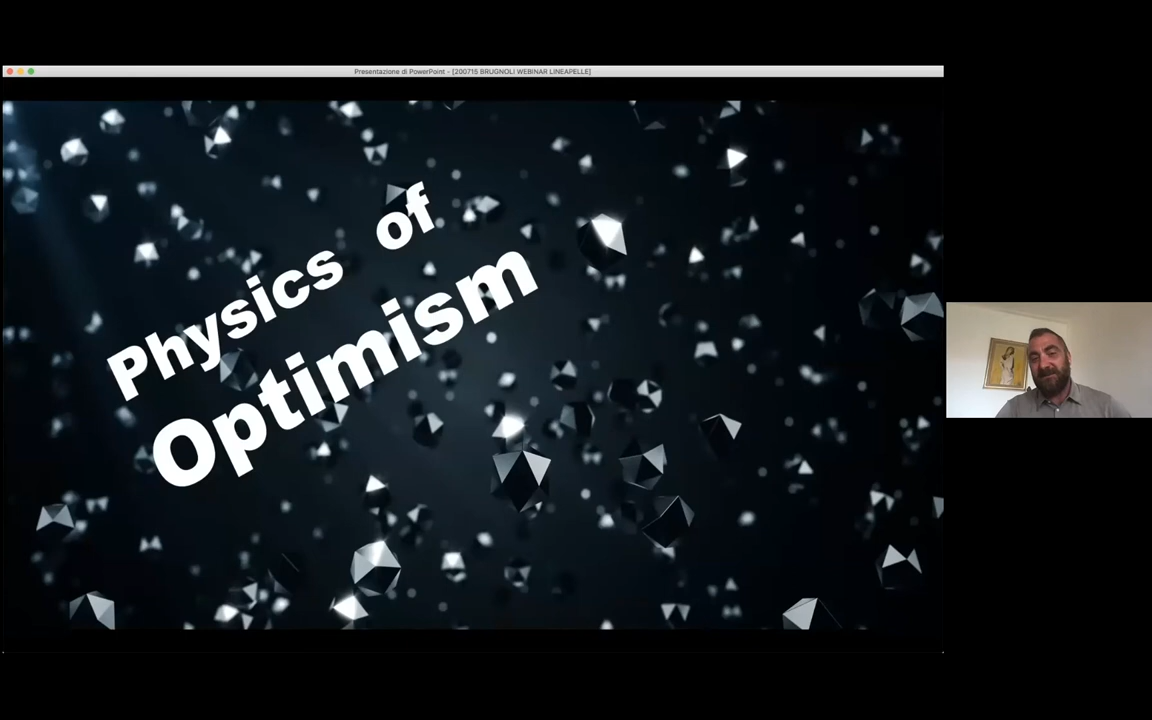 Presentazione di PowerPoint - [200715 BRUGNOLI WEBINAR LINEAPELLE]
Physics of
Optimism